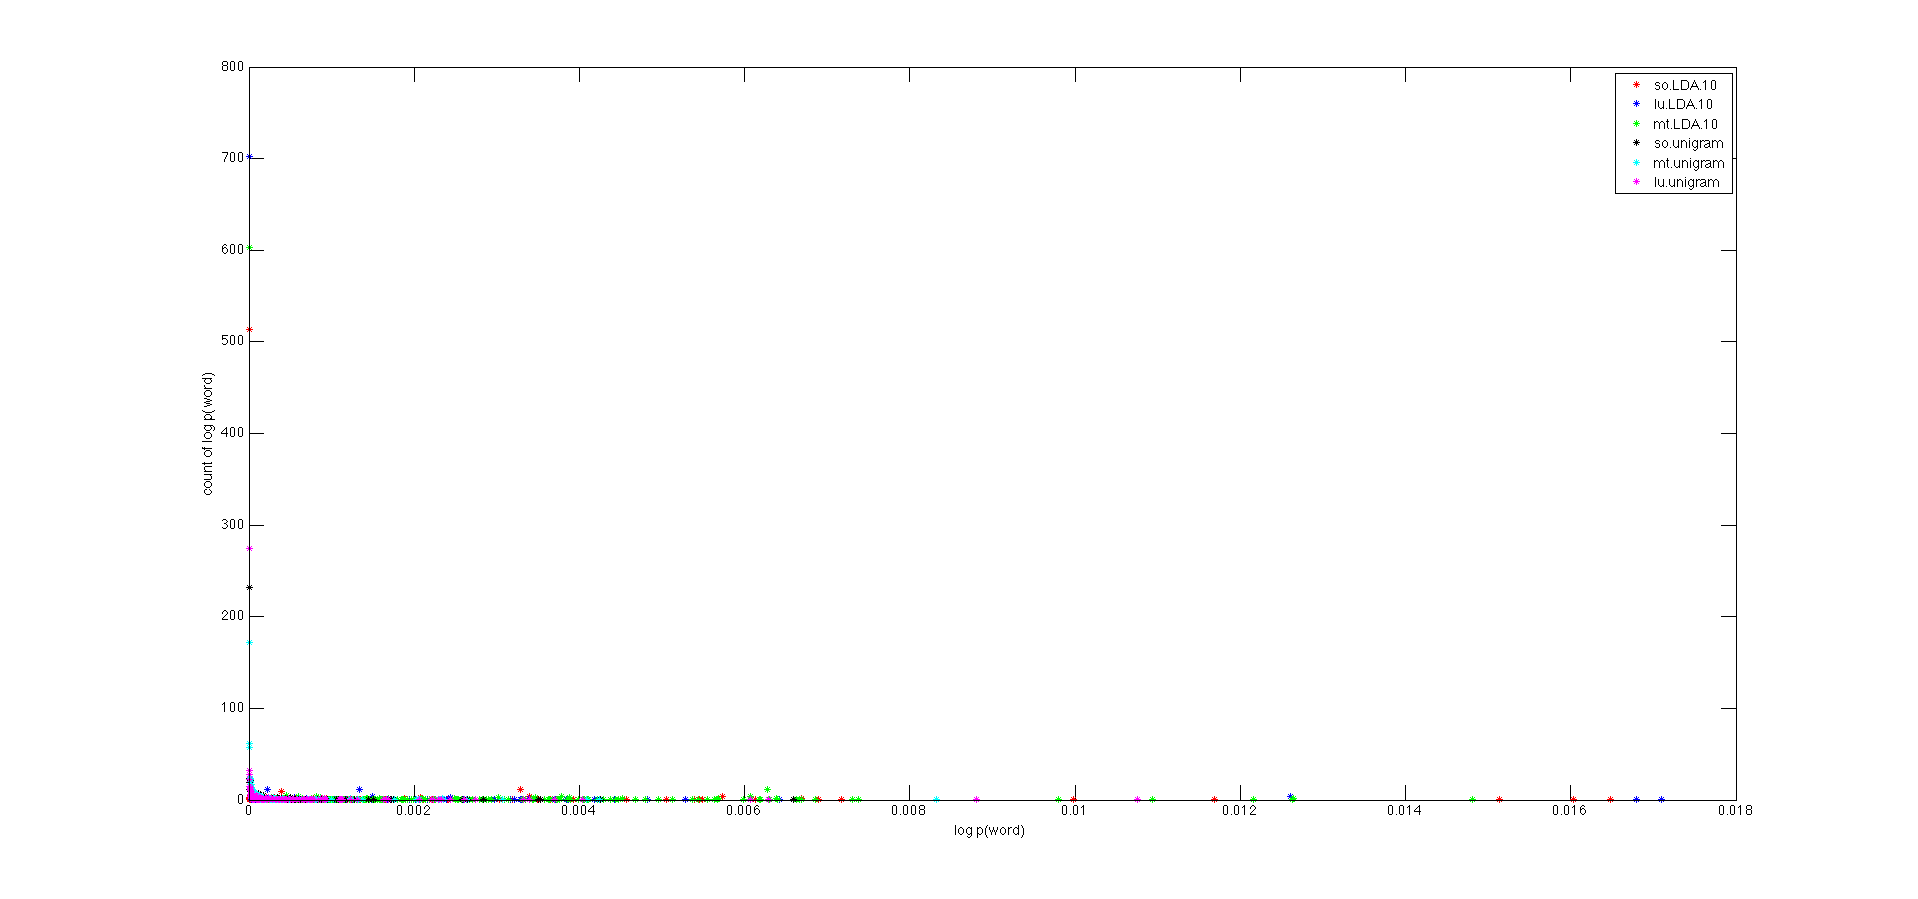 800
700
600
500
400
300
200
100
0
count of log p(word)
0 0.002 0.004 0.006 0.008 0.01 0.012 0.014 0.016 0.018
log p(word)
so.LDA.10
lu.LDA.10
mt.LDA.10
so.unigram
mt.unigram
lu.unigram